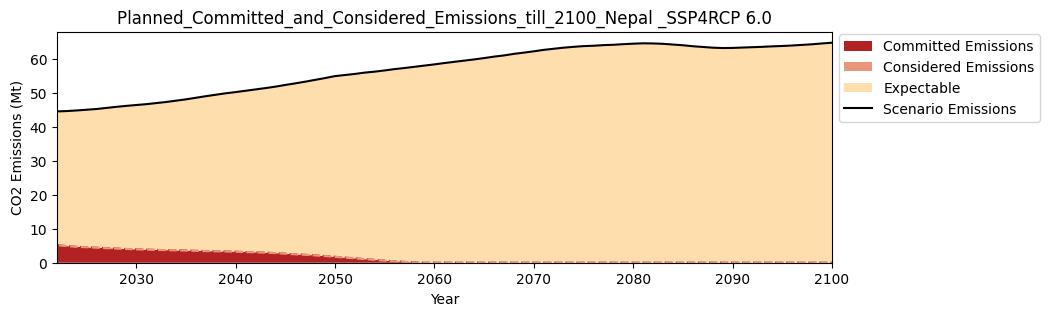 Planned_Committed_and_Considered_Emissions_till_2100_Nepal _SSP4RCP 6.0
CO2 Emissions (Mt)
60
50
40
30
20
10
0
2030 2040 2050 2060 2070 2080 2090 2100
Year
Committed Emissions
Considered Emissions
Expectable
Scenario Emissions